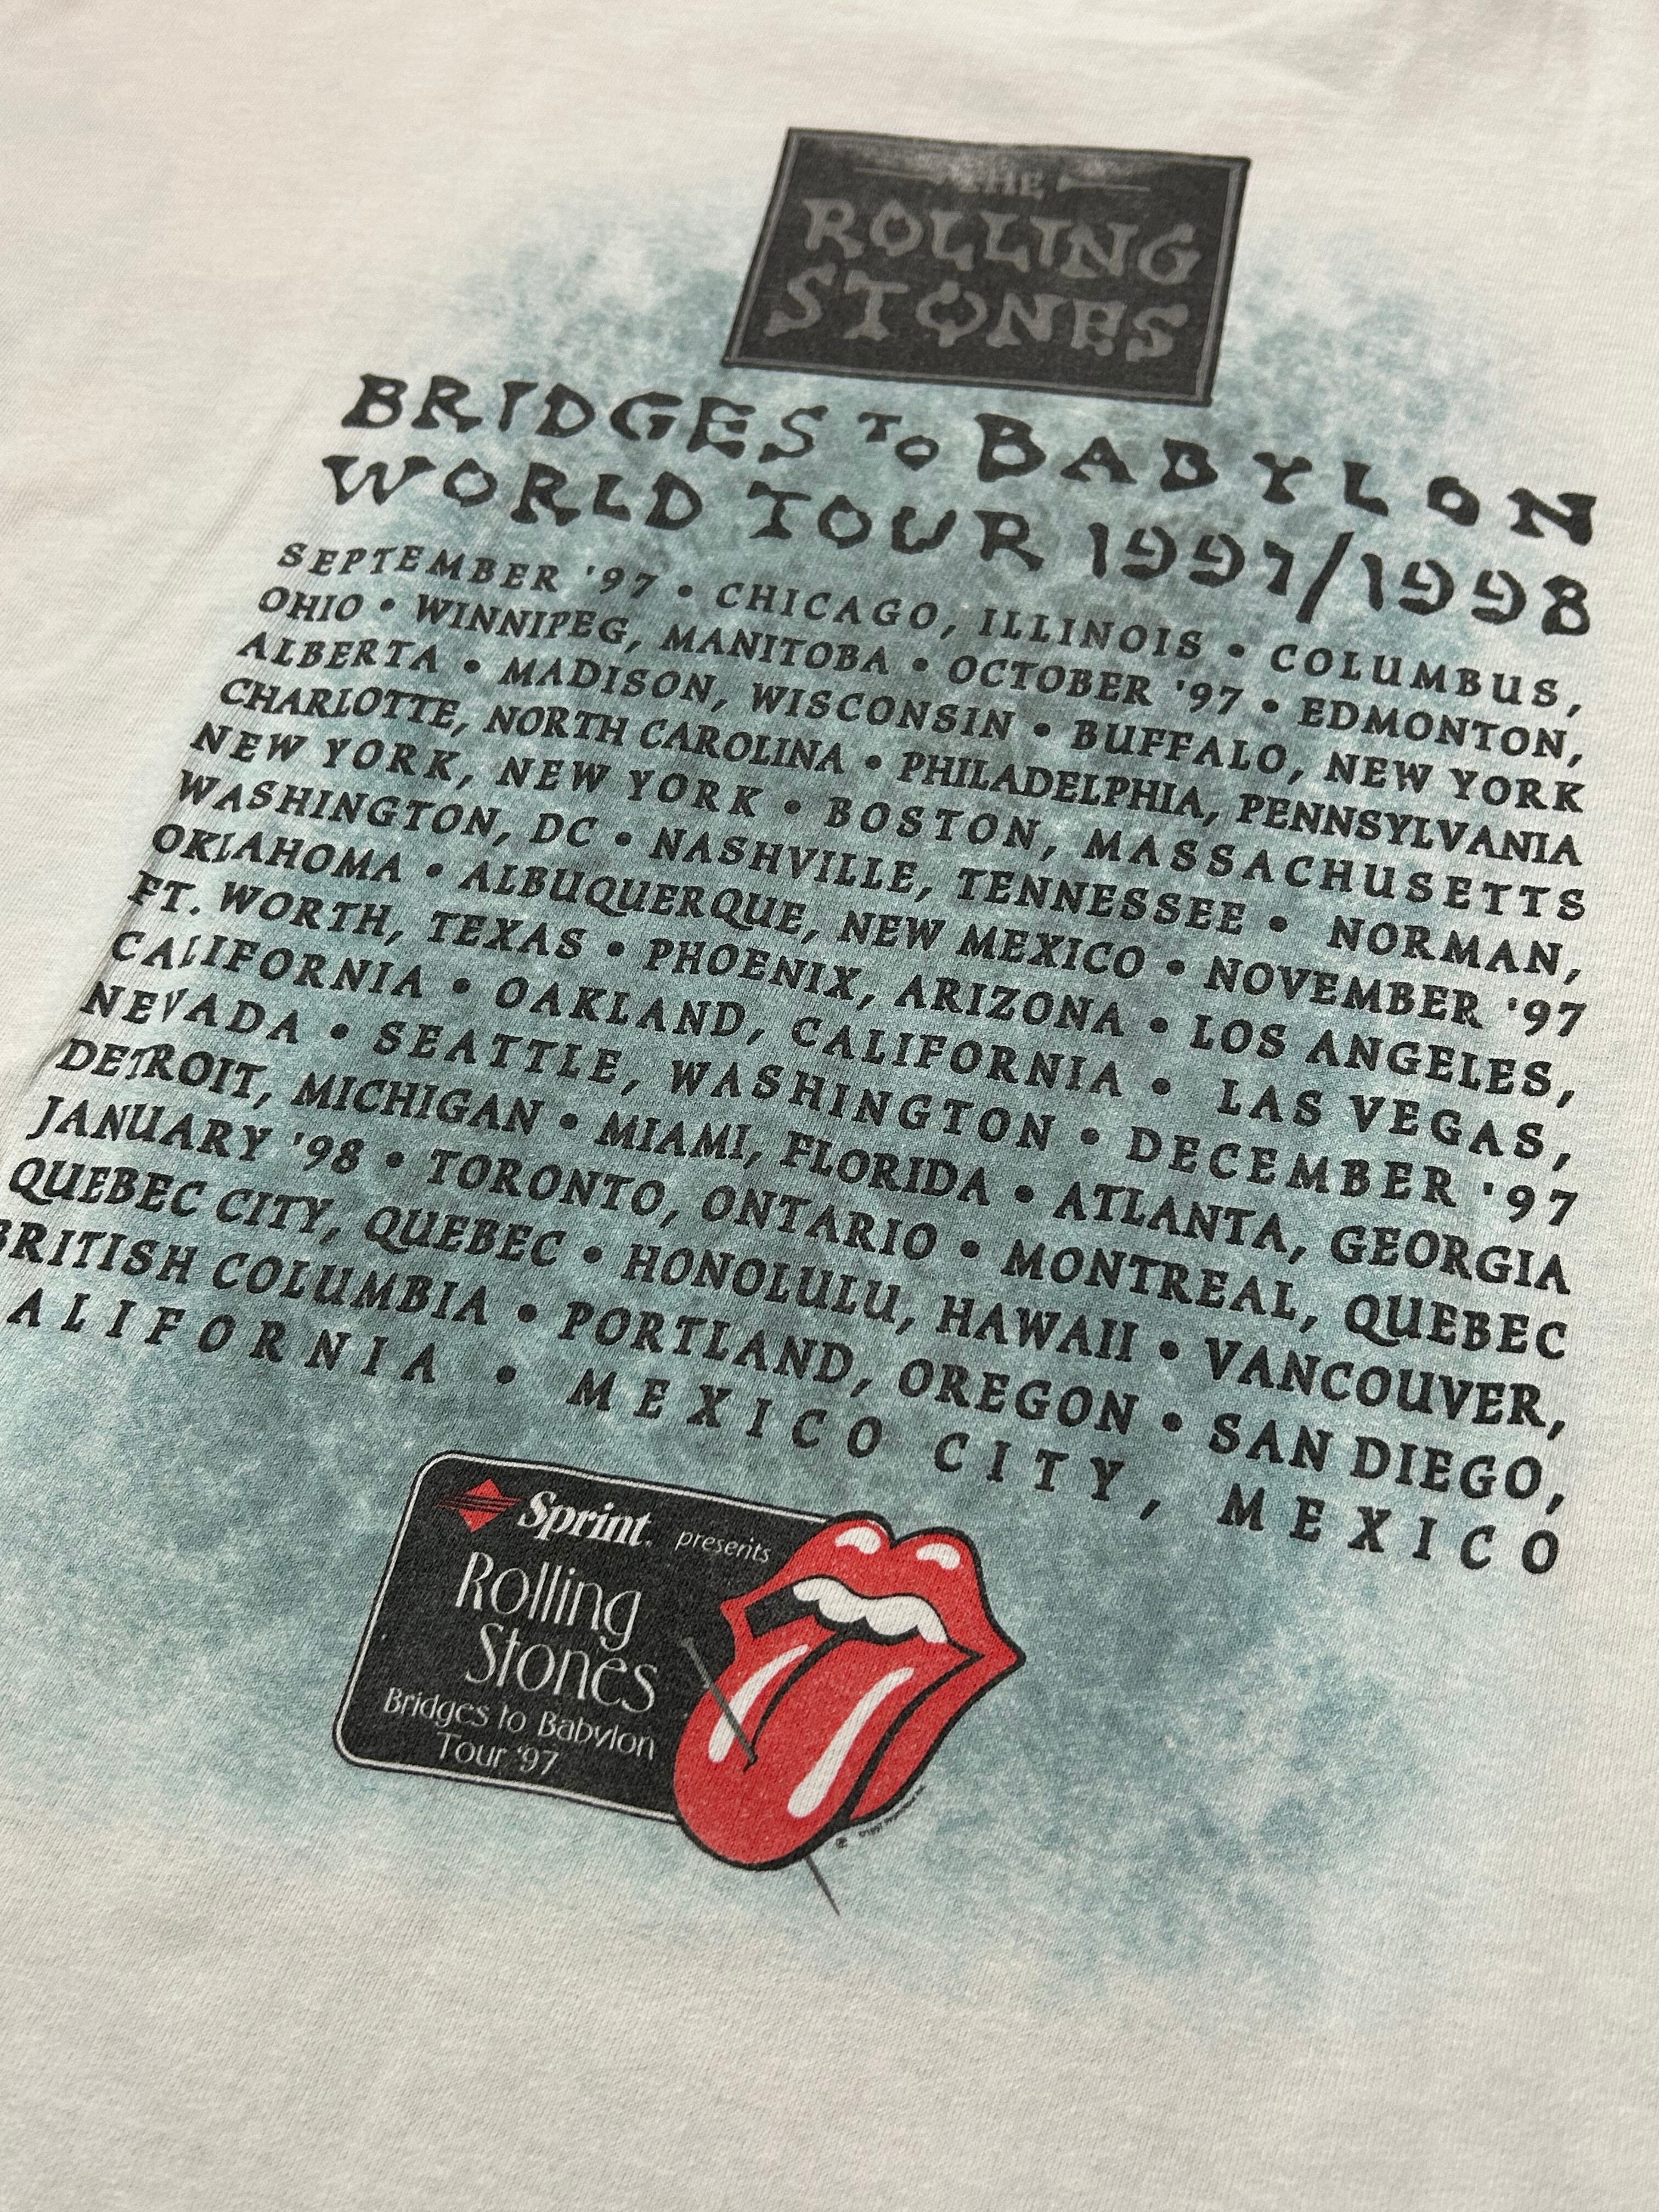 THE
ROLLING
STONES
BRIDGES TO BABYLON
WORLD TOUR 1997/1998
SEPTEMBER '97 • CHICAGO, ILLINOIS • COLUMBUS,
OHIO • WINNIPEG, MANITOBA • OCTOBER '97 • EDMONTON,
ALBERTA • MADISON, WISCONSIN • BUFFALO, NEW YORK
CHARLOTTE, NORTH CAROLINA • PHILADELPHIA, PENNSYLVANIA
NEW YORK, NEW YORK • BOSTON, MASSACHUSETTS
WASHINGTON, DC • NASHVILLE, TENNESSEE • NORMAN,
OKLAHOMA • ALBUQUERQUE, NEW MEXICO • NOVEMBER '97
FT. WORTH, TEXAS • PHOENIX, ARIZONA • LOS ANGELES,
CALIFORNIA • OAKLAND, CALIFORNIA • LAS VEGAS,
NEVADA • SEATTLE, WASHINGTON • DECEMBER '97
DETROIT, MICHIGAN • MIAMI, FLORIDA • ATLANTA, GEORGIA
JANUARY '98 • TORONTO, ONTARIO • MONTREAL, QUEBEC
QUEBEC CITY, QUEBEC • HONOLULU, HAWAII • VANCOUVER,
BRITISH COLUMBIA • PORTLAND, OREGON • SAN DIEGO,
ALIFORNIA • MEXICO CITY, MEXICO
Sprint. presents
Rolling
Stones
Bridges to Babylon
Tour '97